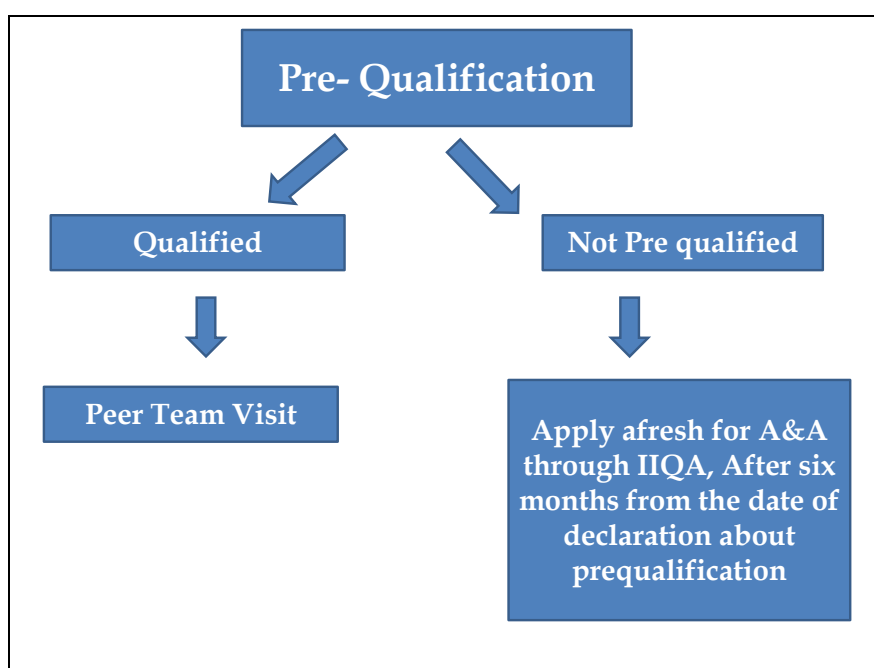 Pre- Qualification
Qualified
Not Pre qualified
Peer Team Visit
Apply afresh for A&A
through IIQA, After six
months from the date of
declaration about
prequalification